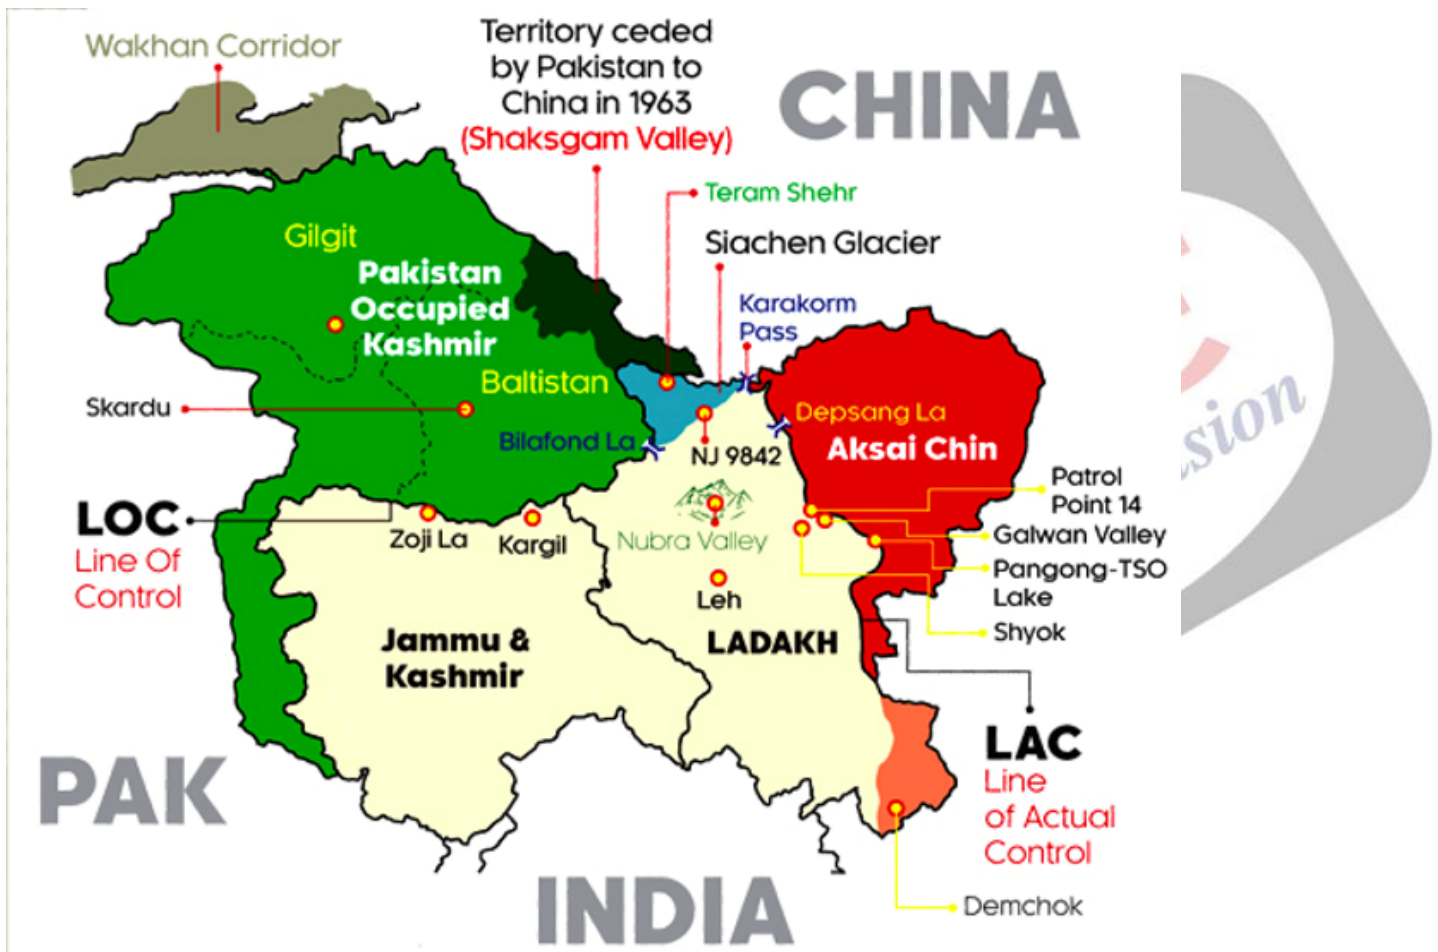 Wakhan Corridor
Territory ceded
by Pakistan to
China in 1963
(Shaksgam Valley)
CHINA
Teram Shehr
Siachen Glacier
Gilgit
Pakistan
Occupied
Kashmir
Karakorm
Pass
Baltistan
Skardu
Depsang La
Bilafond La
Aksai Chin
NJ 9842
Patrol
Point 14
LOC
Line Of
Control
Zoji La
Kargil
Nubra Valley
Galwan Valley
Pangong-TSO
Lake
Leh
Shyok
Jammu &
Kashmir
LADAKH
PAK
LAC
Line
of Actual
Control
INDIA
Demchok